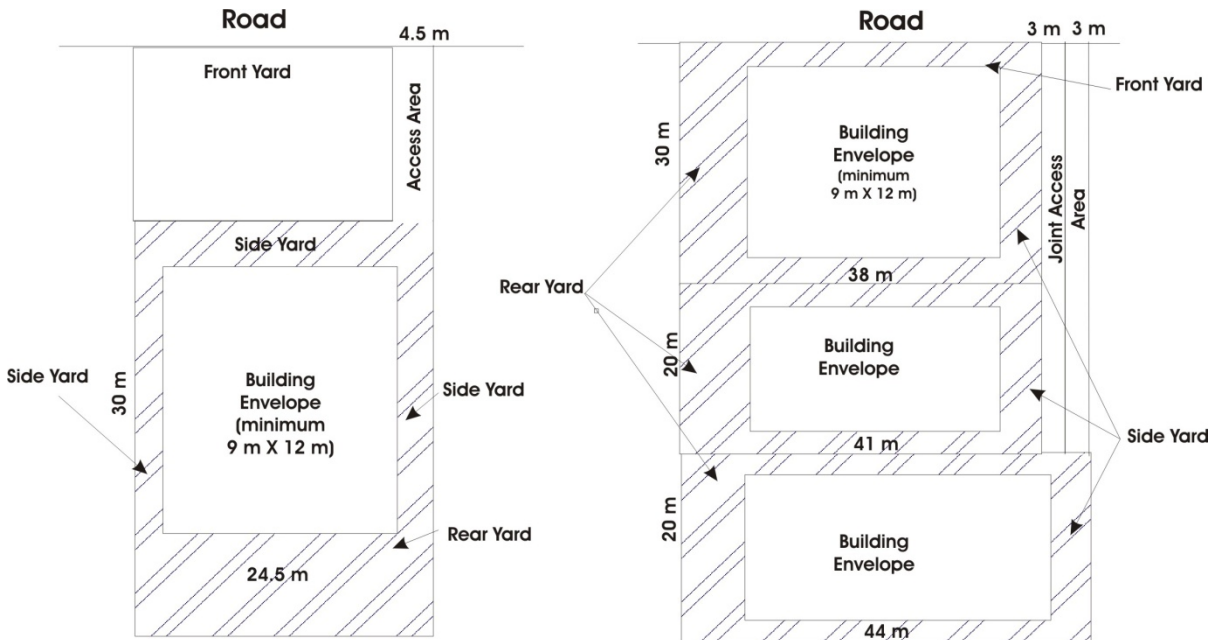 Road
4.5 m
Front Yard
Access Area
Side Yard
Side Yard
30 m
Building
Envelope
(minimum
9 m X 12 m)
Side Yard
Rear Yard
24.5 m
Road
3 m 3 m
Front Yard
30 m
Building
Envelope
(minimum
9 m X 12 m)
Joint Access
Area
Rear Yard
38 m
20 m
Building
Envelope
41 m
Side Yard
20 m
Building
Envelope
44 m